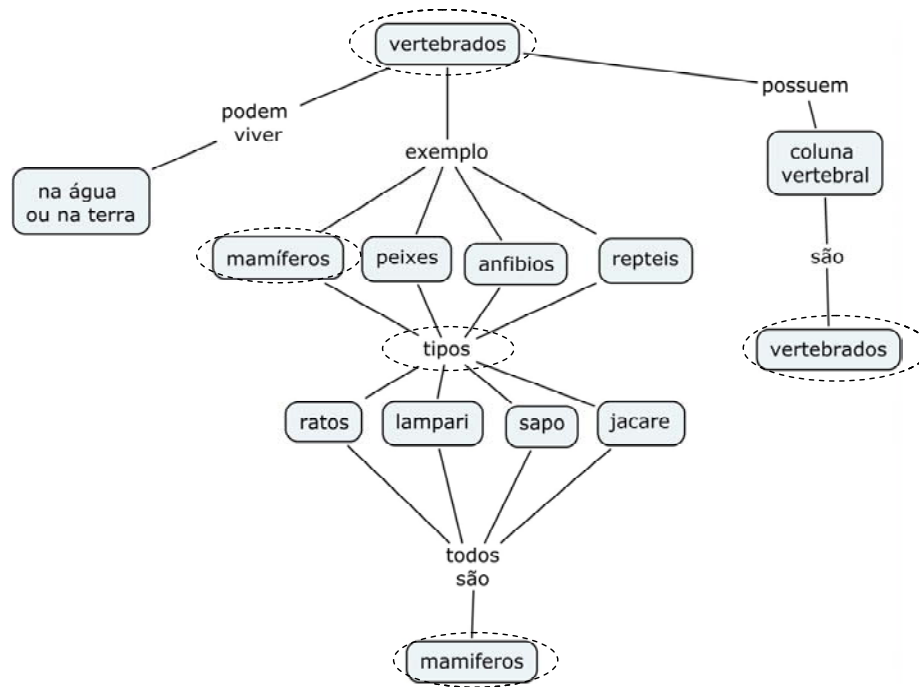 vertebrados
podem
viver
possuem
exemplo
coluna
vertebral
na água
ou na terra
mamíferos
peixes
anfibios
repteis
são
tipos
vertebrados
ratos
lampari
sapo
jacare
todos
são
mamiferos